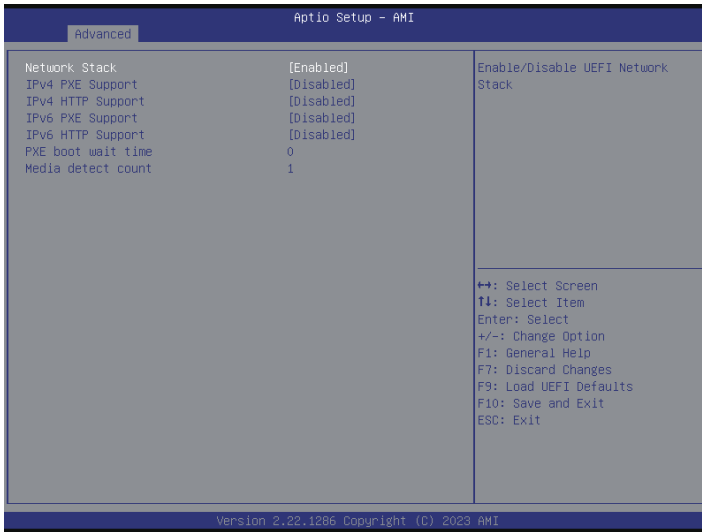 Aptio Setup – AMI
Advanced
Network Stack [Enabled]
IPv4 PXE Support [Disabled]
IPv4 HTTP Support [Disabled]
IPv6 PXE Support [Disabled]
IPv6 HTTP Support [Disabled]
PXE boot wait time 0
Media detect count 1
Enable/Disable UEFI Network
Stack
↔: Select Screen
↑↓: Select Item
Enter: Select
+/-: Change Option
F1: General Help
F7: Discard Changes
F9: Load UEFI Defaults
F10: Save and Exit
ESC: Exit
Version 2.22.1286 Copyright (C) 2023 AMI